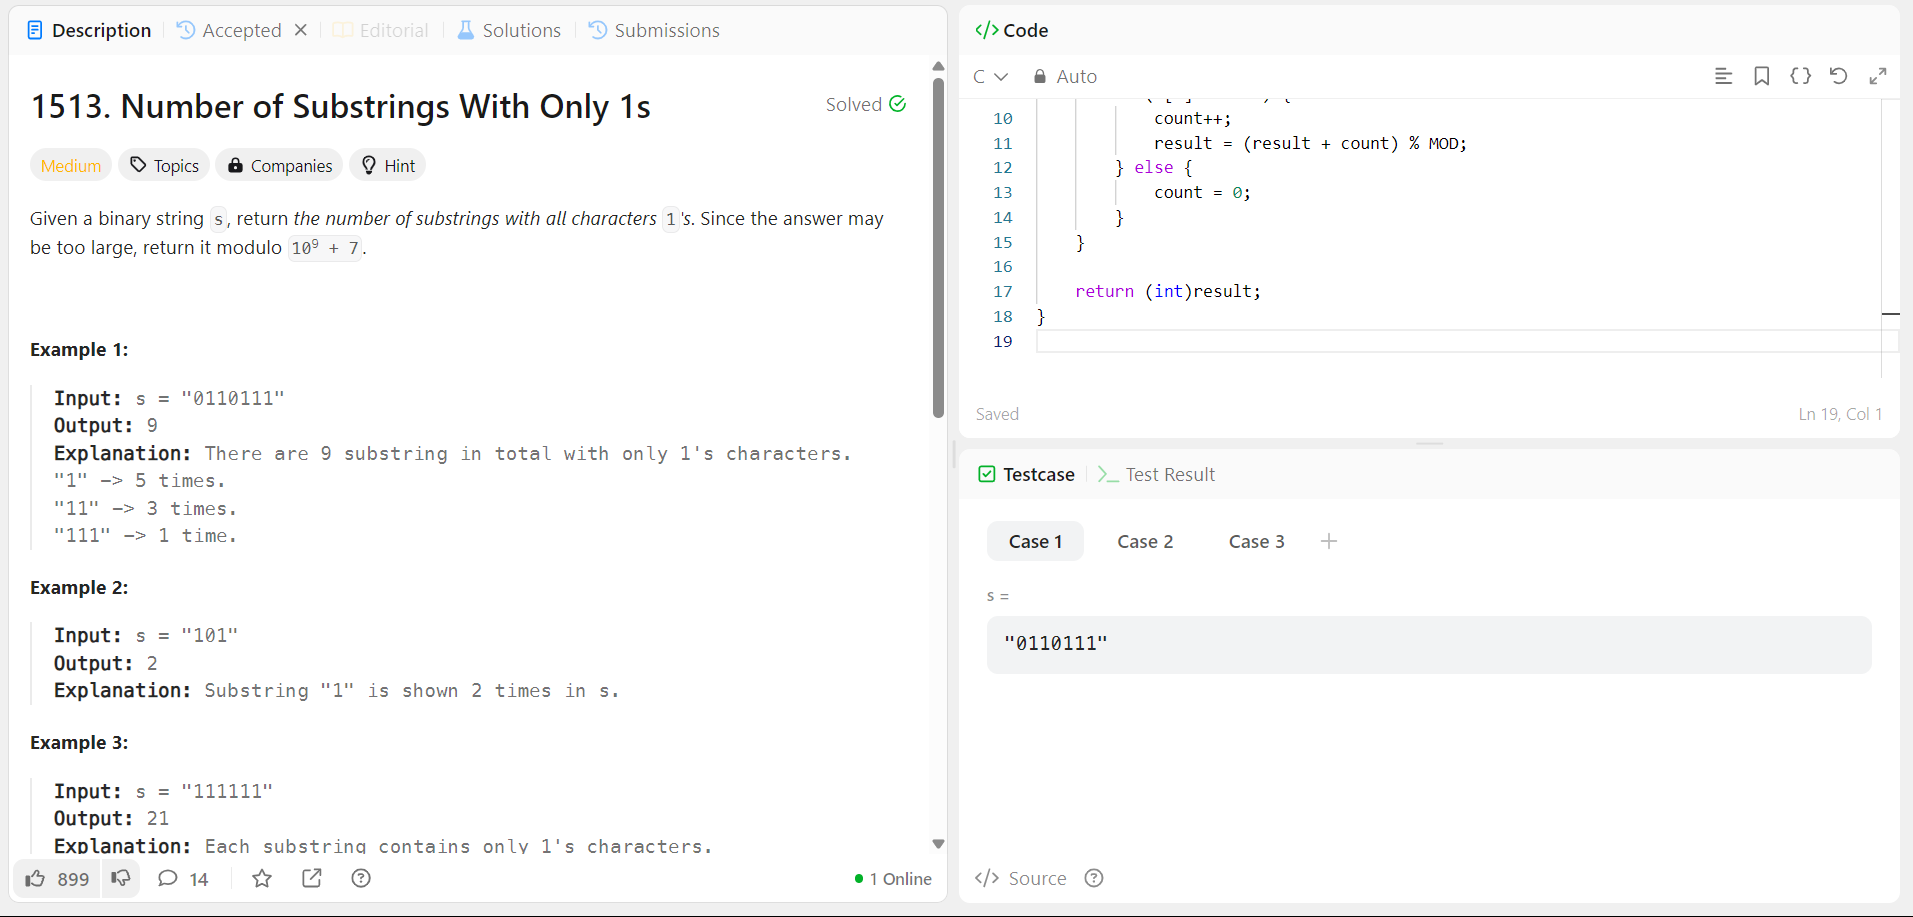 Description
Accepted
Editorial
Solutions
Submissions
1513. Number of Substrings With Only 1s
Solved
Medium
Topics
Companies
Hint
Given a binary string s, return the number of substrings with all characters 1's. Since the answer may
be too large, return it modulo 10⁹ + 7.
Example 1:
Input: s = "0110111"
Output: 9
Explanation: There are 9 substring in total with only 1's characters.
"1" -> 5 times.
"11" -> 3 times.
"111" -> 1 time.
Example 2:
Input: s = "101"
Output: 2
Explanation: Substring "1" is shown 2 times in s.
Example 3:
Input: s = "111111"
Output: 21
Explanation: Each substring contains only 1's characters.
899
14
1 Online
</> Code
C
Auto
10 count++;
11 result = (result + count) % MOD;
12 } else {
13 count = 0;
14 }
15 }
16
17 return (int)result;
18 }
19
Saved
Ln 19, Col 1
Testcase
Test Result
Case 1
Case 2
Case 3
s =
"0110111"
</> Source